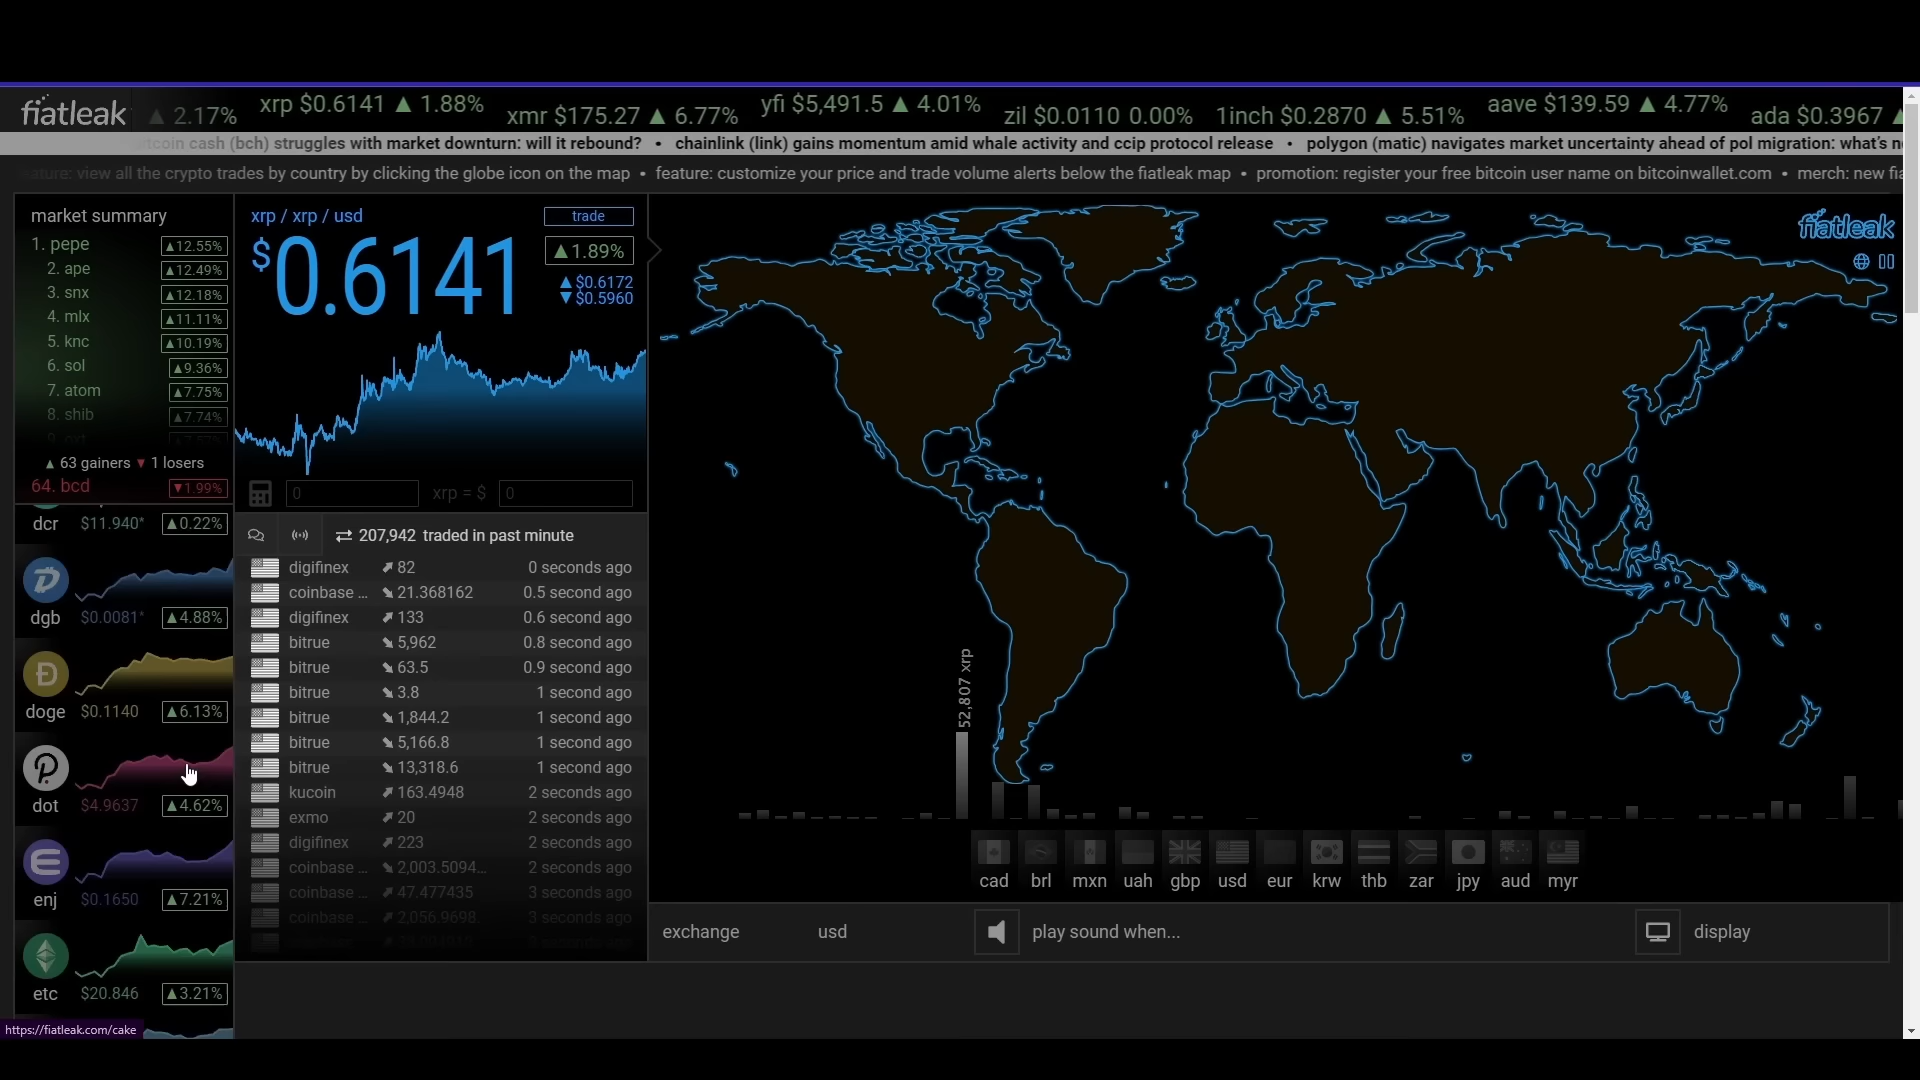 fiatleak
▲ 2.17% xrp $0.6141 ▲ 1.88% xmr $175.27 ▲ 6.77% yfi $5,491.5 ▲ 4.01% zil $0.0110 0.00% 1inch $0.2870 ▲ 5.51% aave $139.59 ▲ 4.77% ada $0.3967
cash (bch) struggles with market downturn: will it rebound? • chainlink (link) gains momentum amid whale activity and ccip protocol release • polygon (matic) navigates market uncertainty ahead of pol migration: what's
view all the crypto trades by country by clicking the globe icon on the map • feature: customize your price and trade volume alerts below the fiatleak map • promotion: register your free bitcoin user name on bitcoinwallet.com • merch: new
market summary
1. pepe ▲12.55%
2. ape ▲12.49%
3. snx ▲12.18%
4. mlx ▲11.11%
5. knc ▲10.19%
6. sol ▲9.36%
7. atom ▲7.75%
8. shib ▲7.74%
▲ 63 gainers ▼ 1 losers
64. bcd ▼1.99%
dcr $11.940* ▲0.22%
dgb $0.0081* ▲4.88%
doge $0.1140 ▲6.13%
dot $4.9637 ▲4.62%
enj $0.1650 ▲7.21%
etc $20.846 ▲3.21%
https://fiatleak.com/cake
xrp / xrp / usd trade
$0.6141
▲1.89%
▲$0.6172
▼$0.5960
0 xrp = $ 0
207,942 traded in past minute
digifinex 82 0 seconds ago
coinbase ... 21.368162 0.5 second ago
digifinex 133 0.6 second ago
bitrue 5,962 0.8 second ago
bitrue 63.5 0.9 second ago
bitrue 3.8 1 second ago
bitrue 1,844.2 1 second ago
bitrue 5,166.8 1 second ago
bitrue 13,318.6 1 second ago
kucoin 163.4948 2 seconds ago
exmo 20 2 seconds ago
digifinex 223 2 seconds ago
coinbase ... 2,003.5094... 2 seconds ago
coinbase ... 47.477435 3 seconds ago
coinbase ... 2,056.9698. 3 seconds ago
fiatleak
52,807 xrp
cad brl mxn uah gbp usd eur krw thb zar jpy aud myr
exchange usd play sound when... display